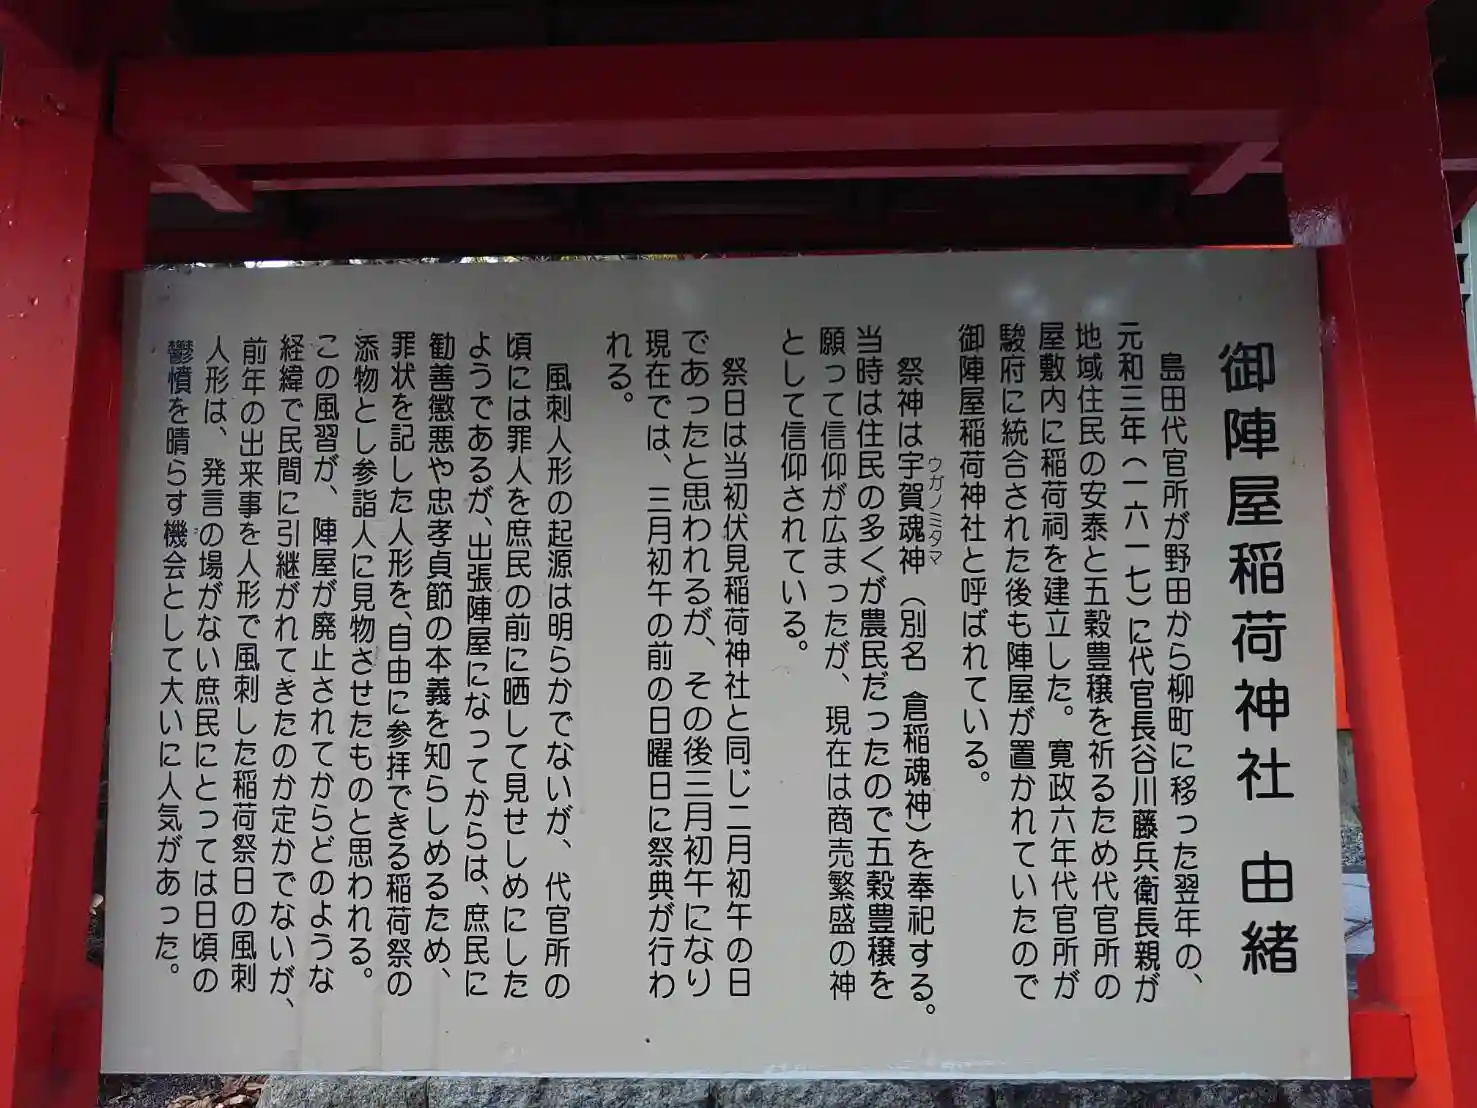 御陣屋稲荷神社 由緒
島田代官所が野田から柳町に移った翌年の、
元和三年(一六一七)に代官長谷川藤兵衛長親が
地域住民の安泰と五穀豊穣を祈るため代官所の
屋敷内に稲荷祠を建立した。寛政六年代官所が
駿府に統合された後も陣屋が置かれていたので
御陣屋稲荷神社と呼ばれている。
祭神は宇賀魂神(別名 倉稲魂神)を奉祀する。
ウガノミタマ
当時は住民の多くが農民だったので五穀豊穣を
願って信仰が広まったが、現在は商売繁盛の神
として信仰されている。
祭日は当初伏見稲荷神社と同じ二月初午の日
であったと思われるが、その後三月初午になり
現在では、三月初午の前の日曜日に祭典が行わ
れる。
風刺人形の起源は明らかでないが、代官所の
頃には罪人を庶民の前に晒して見せしめにした
ようであるが、出張陣屋になってからは、庶民に
勧善懲悪や忠孝貞節の本義を知らしめるため、
罪状を記した人形を、自由に参拝できる稲荷祭の
添物とし参詣人に見物させたものと思われる。
この風習が、陣屋が廃止されてからどのような
経緯で民間に引継がれてきたのか定かでないが、
前年の出来事を人形で風刺した稲荷祭日の風刺
人形は、発言の場がない庶民にとっては日頃の
鬱憤を晴らす機会として大いに人気があった。